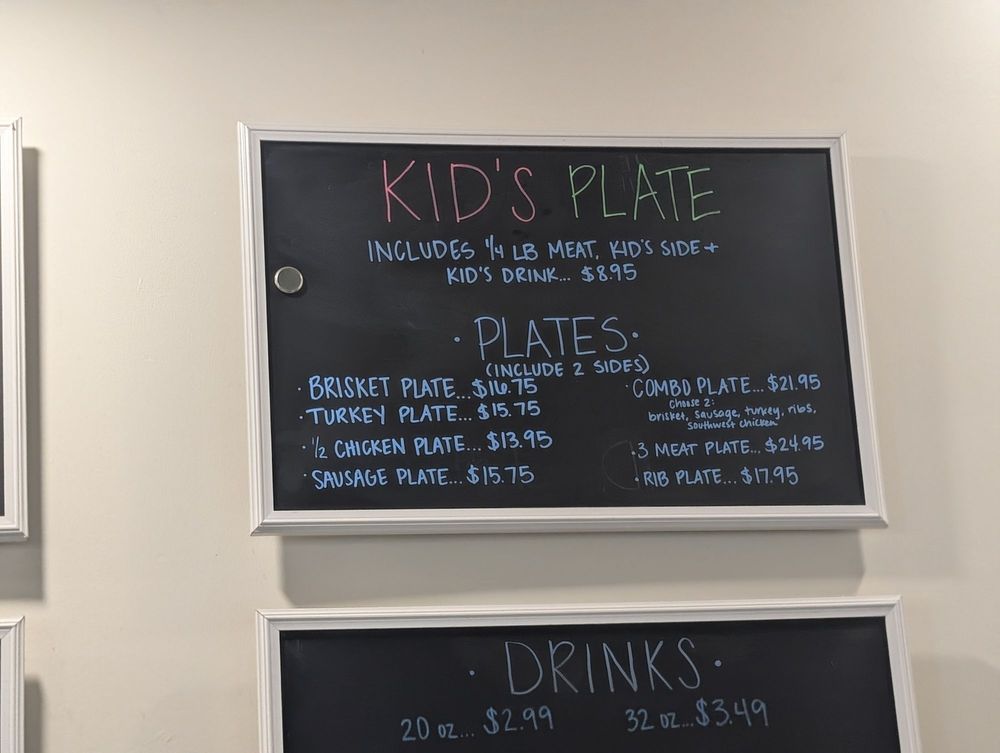 KID'S PLATE
INCLUDES 1/4 LB MEAT, KID'S SIDE +
KID'S DRINK... $8.95
· PLATES ·
(INCLUDE 2 SIDES)
· BRISKET PLATE...$16.75
· TURKEY PLATE... $15.75
· 1/2 CHICKEN PLATE... $13.95
· SAUSAGE PLATE... $15.75
· COMBO PLATE... $21.95
Choose 2:
brisket, sausage, turkey, ribs,
southwest chicken
· 3 MEAT PLATE... $24.95
· RIB PLATE... $17.95
· DRINKS ·
20 oz... $2.99
32 oz...$3.49